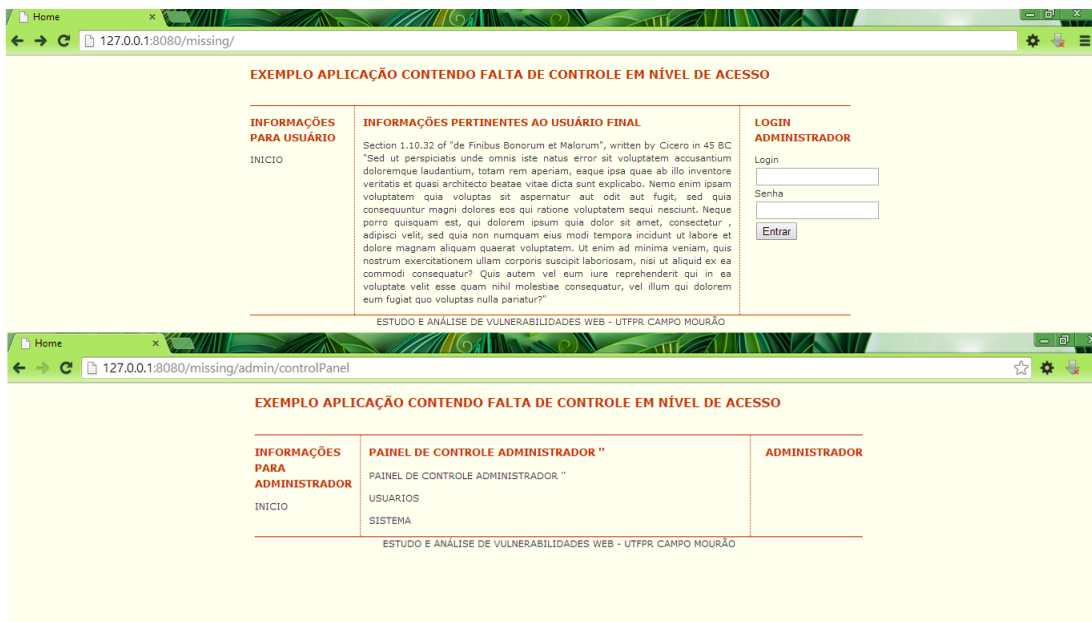 Home
127.0.0.1:8080/missing/
EXEMPLO APLICAÇÃO CONTENDO FALTA DE CONTROLE EM NÍVEL DE ACESSO
INFORMAÇÕES
PARA USUÁRIO
INICIO
INFORMAÇÕES PERTINENTES AO USUÁRIO FINAL
Section 1.10.32 of "de Finibus Bonorum et Malorum", written by Cicero in 45 BC
"Sed ut perspiciatis unde omnis iste natus error sit voluptatem accusantium
doloremque laudantium, totam rem aperiam, eaque ipsa quae ab illo inventore
veritatis et quasi architecto beatae vitae dicta sunt explicabo. Nemo enim ipsam
voluptatem quia voluptas sit aspernatur aut odit aut fugit, sed quia
consequuntur magni dolores eos qui ratione voluptatem sequi nesciunt. Neque
porro quisquam est, qui dolorem ipsum quia dolor sit amet, consectetur ,
adipisci velit, sed quia non numquam eius modi tempora incidunt ut labore et
dolore magnam aliquam quaerat voluptatem. Ut enim ad minima veniam, quis
nostrum exercitationem ullam corporis suscipit laboriosam, nisi ut aliquid ex ea
commodi consequatur? Quis autem vel eum iure reprehenderit qui in ea
voluptate velit esse quam nihil molestiae consequatur, vel illum qui dolorem
eum fugiat quo voluptas nulla pariatur?"
LOGIN
ADMINISTRADOR
Login
Senha
Entrar
ESTUDO E ANÁLISE DE VULNERABILIDADES WEB - UTFPR CAMPO MOURÃO
Home
127.0.0.1:8080/missing/admin/controlPanel
EXEMPLO APLICAÇÃO CONTENDO FALTA DE CONTROLE EM NÍVEL DE ACESSO
INFORMAÇÕES
PARA
ADMINISTRADOR
INICIO
PAINEL DE CONTROLE ADMINISTRADOR ''
PAINEL DE CONTROLE ADMINISTRADOR ''
USUARIOS
SISTEMA
ADMINISTRADOR
ESTUDO E ANÁLISE DE VULNERABILIDADES WEB - UTFPR CAMPO MOURÃO